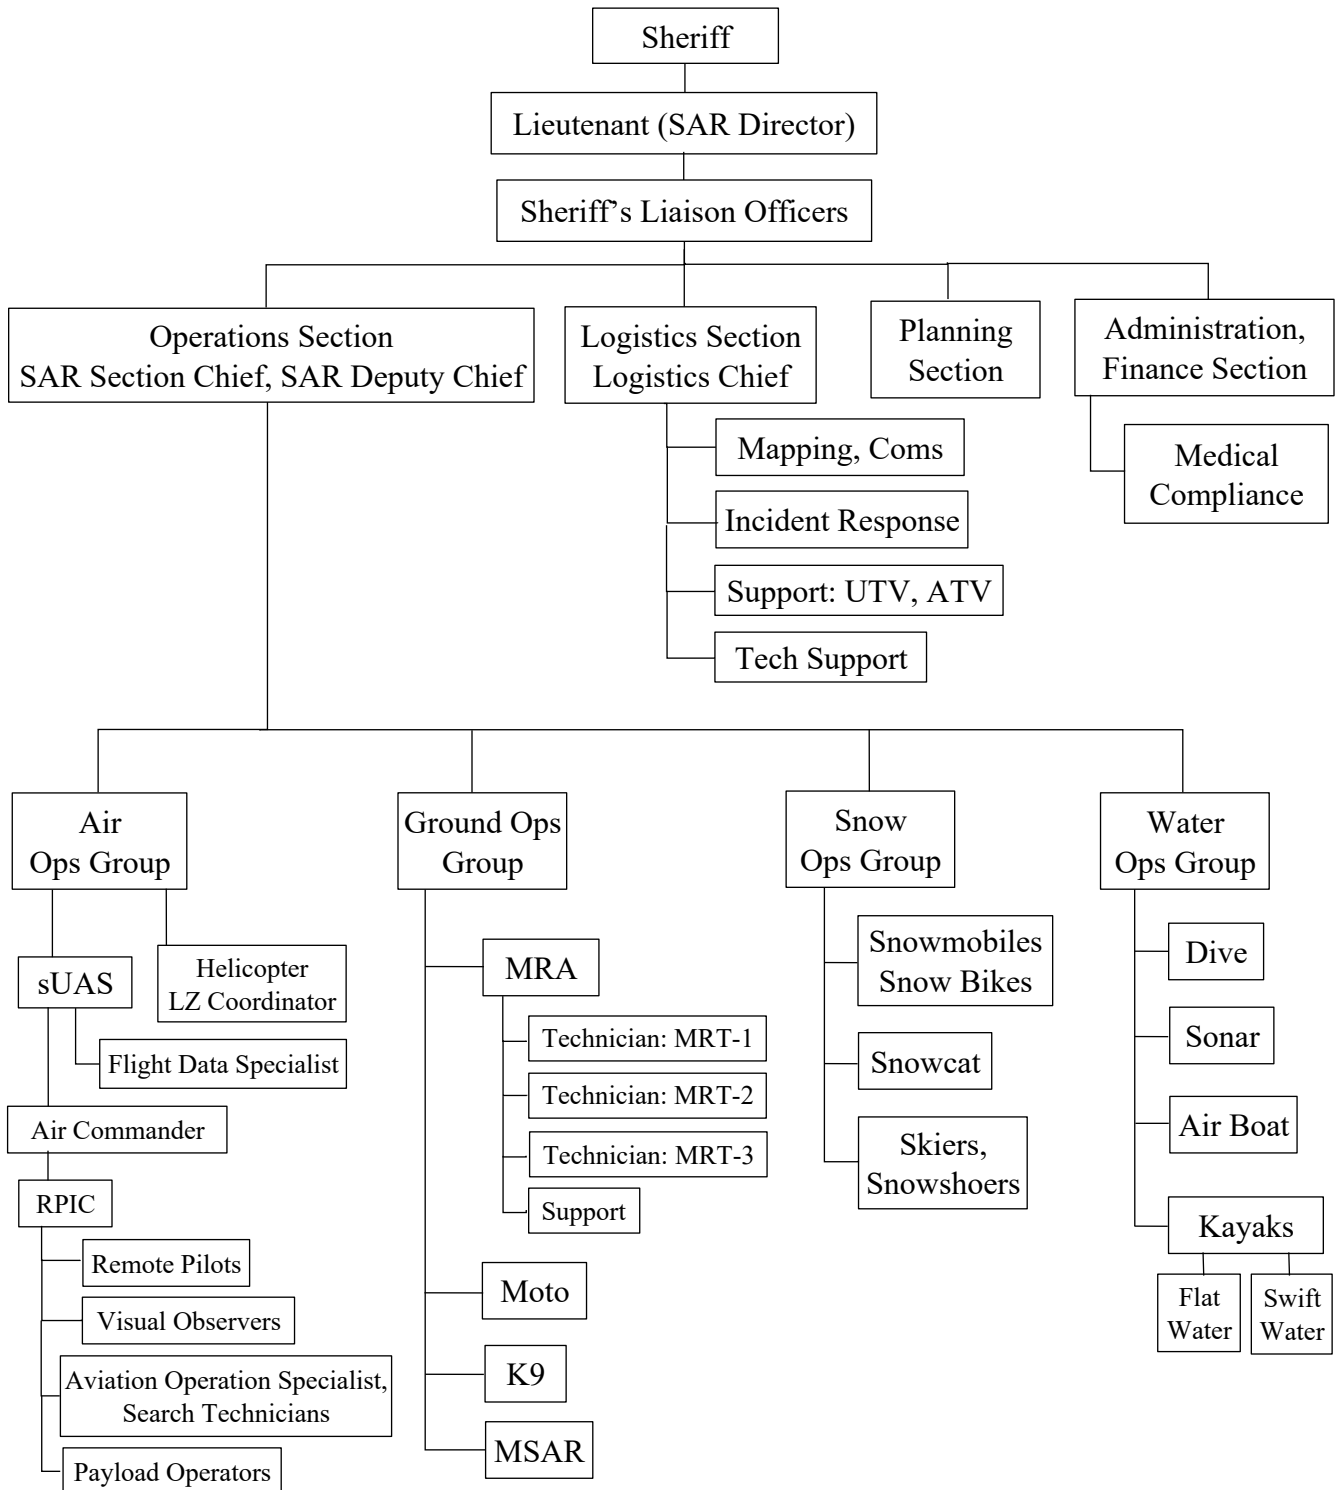 Sheriff
Lieutenant (SAR Director)
Sheriff’s Liaison Officers
Operations Section
SAR Section Chief, SAR Deputy Chief
Logistics Section
Logistics Chief
Planning
Section
Administration,
Finance Section
Mapping, Coms
Incident Response
Support: UTV, ATV
Tech Support
Medical
Compliance
Air
Ops Group
sUAS
Helicopter
LZ Coordinator
Flight Data Specialist
Air Commander
RPIC
Remote Pilots
Visual Observers
Aviation Operation Specialist,
Search Technicians
Payload Operators
Ground Ops
Group
MRA
Technician: MRT-1
Technician: MRT-2
Technician: MRT-3
Support
Moto
K9
MSAR
Snow
Ops Group
Snowmobiles
Snow Bikes
Snowcat
Skiers,
Snowshoers
Water
Ops Group
Dive
Sonar
Air Boat
Kayaks
Flat
Water
Swift
Water